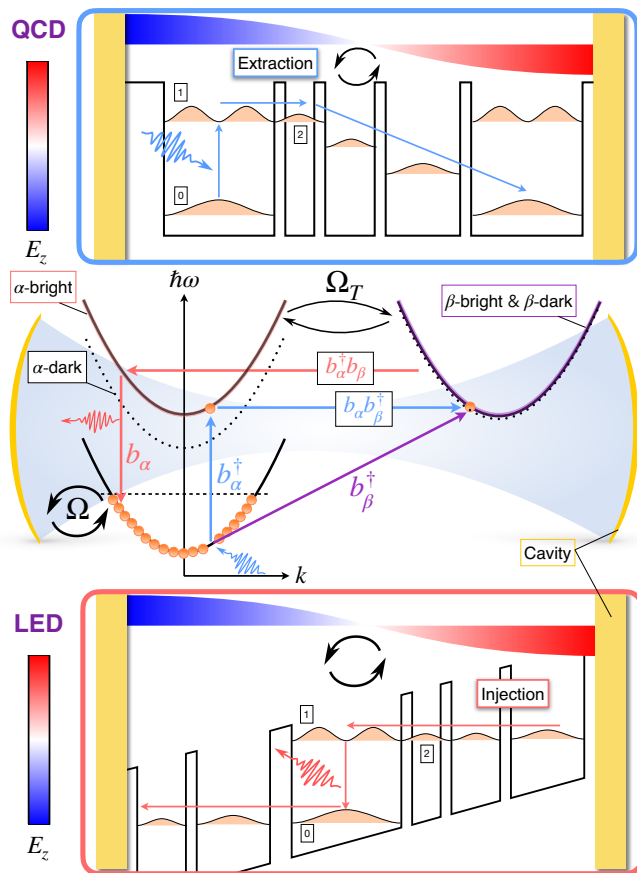 QCD
Extraction
1
2
0
E_z
ħω
α-bright
Ω_T
β-bright & β-dark
α-dark
b_α^† b_β
b_α b_β^†
b_α
b_α^†
b_β^†
Ω
k
Cavity
LED
Injection
1
2
0
E_z